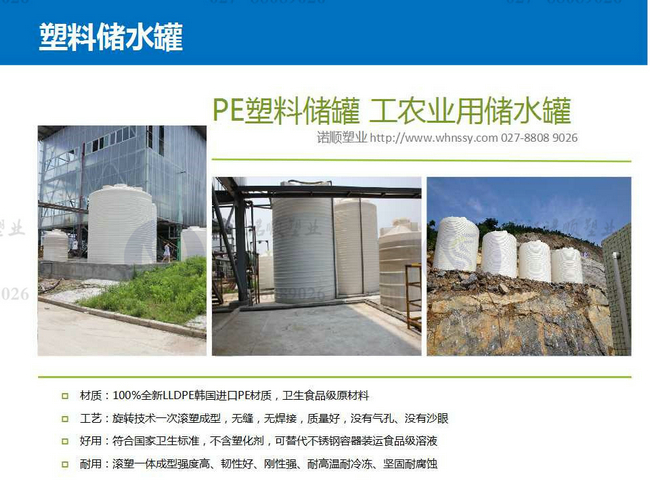 塑料储水罐
PE塑料储罐 工农业用储水罐
诺顺塑业 http://www.whnssy.com 027-8808 9026
材质：100%全新LLDPE韩国进口PE材质，卫生食品级原材料
工艺：旋转技术一次滚塑成型，无缝，无焊接，质量好，没有气孔、没有沙眼
好用：符合国家卫生标准，不含塑化剂，可替代不锈钢容器装运食品级溶液
耐用：滚塑一体成型强度高、韧性好、刚性强、耐高温耐冷冻、坚固耐腐蚀